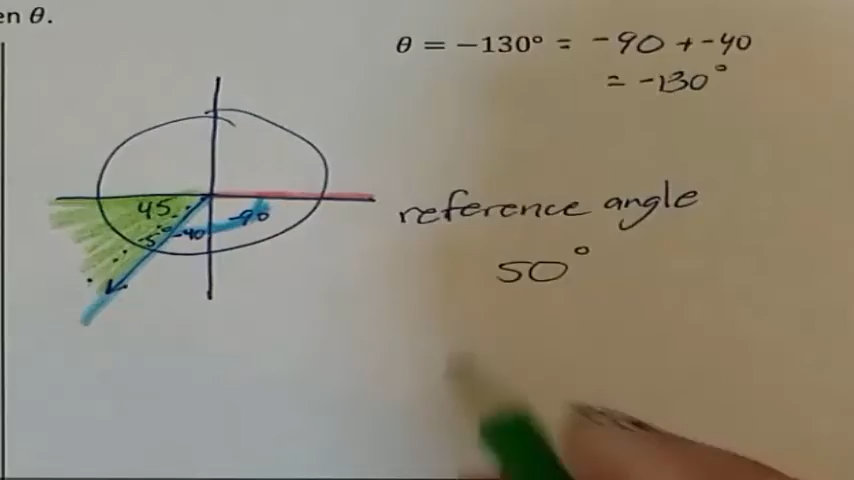 en θ.
θ = −130° = -90 + -40
= -130°
45
-5° -40 -90
reference angle
50°